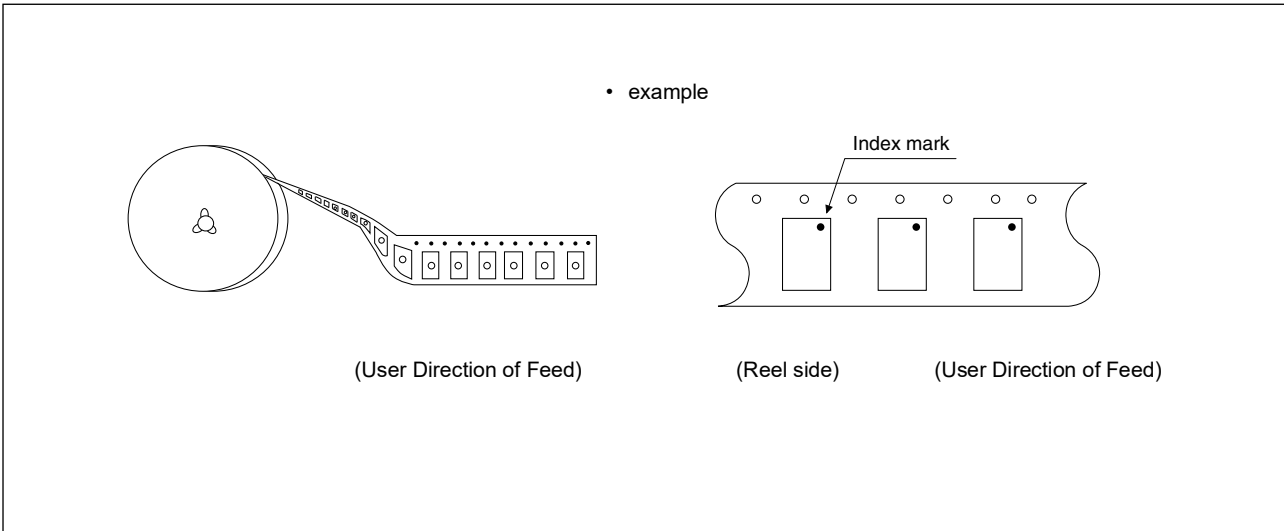 • example
Index mark
(User Direction of Feed)
(Reel side)
(User Direction of Feed)